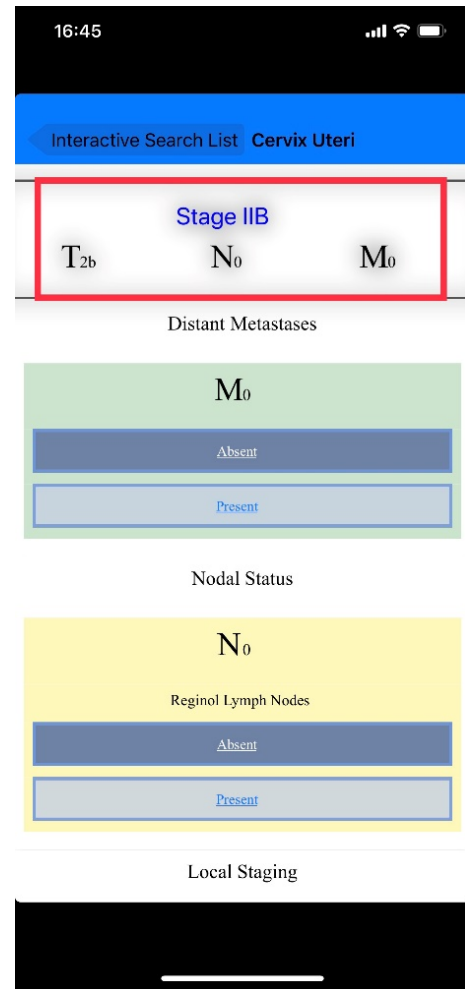 16:45
Interactive Search List Cervix Uteri
Stage IIB
T2b N0 M0
Distant Metastases
M0
Absent
Present
Nodal Status
N0
Reginol Lymph Nodes
Absent
Present
Local Staging